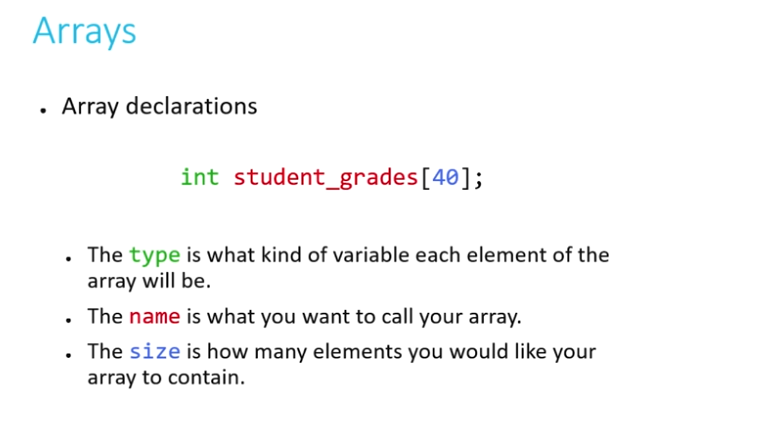 Arrays
• Array declarations
int student_grades[40];
• The type is what kind of variable each element of the
array will be.
• The name is what you want to call your array.
• The size is how many elements you would like your
array to contain.